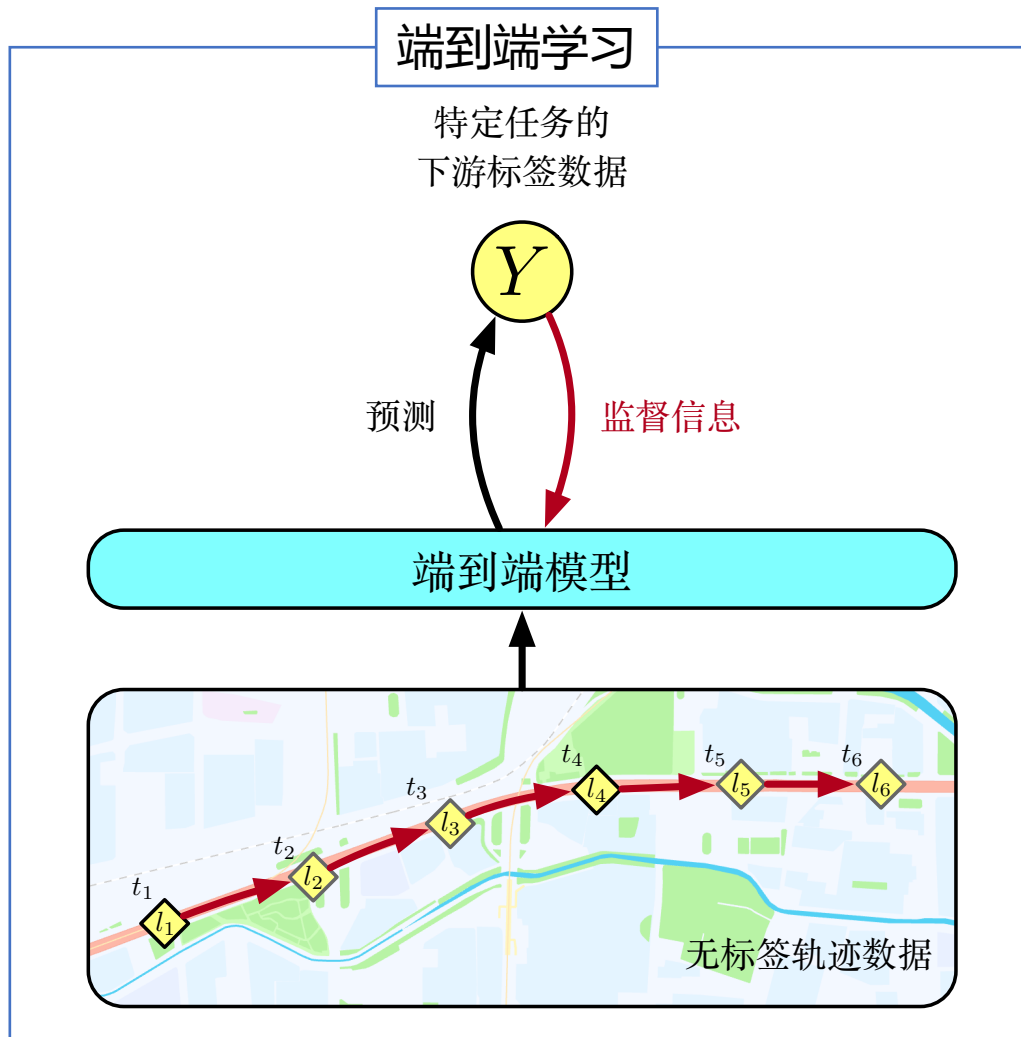 端到端学习
特定任务的
下游标签数据
Y
预测
监督信息
端到端模型
t1 t2 t3 t4 t5 t6
l1 l2 l3 l4 l5 l6
无标签轨迹数据